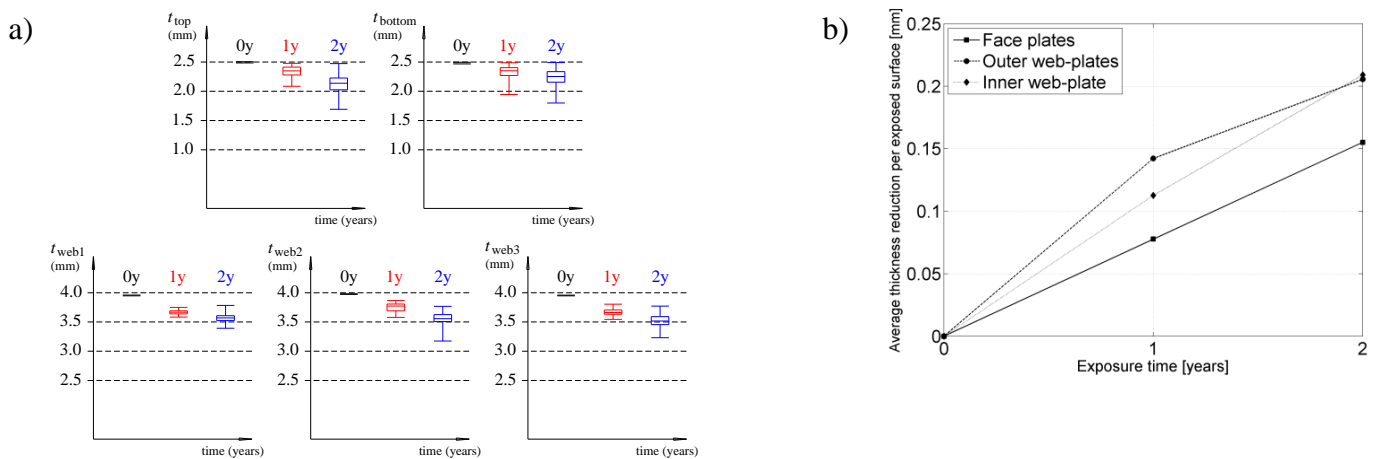 a)
t_top
(mm)
0y 1y 2y
2.5
2.0
1.5
1.0
time (years)
t_bottom
(mm)
0y 1y 2y
2.5
2.0
1.5
1.0
time (years)
t_web1
(mm)
0y 1y 2y
4.0
3.5
3.0
2.5
time (years)
t_web2
(mm)
0y 1y 2y
4.0
3.5
3.0
2.5
time (years)
t_web3
(mm)
0y 1y 2y
4.0
3.5
3.0
2.5
time (years)
b)
Average thickness reduction per exposed surface [mm]
0.25
0.2
0.15
0.1
0.05
0
Face plates
Outer web-plates
Inner web-plate
0 1 2
Exposure time [years]